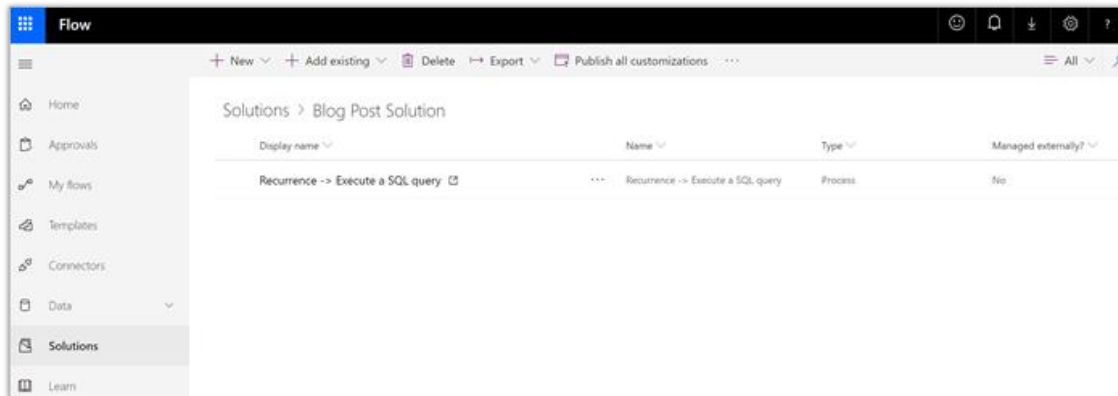 Flow
?
+ New + Add existing Delete Export Publish all customizations ··· All
Home
Approvals
My flows
Templates
Connectors
Data
Solutions
Learn
Solutions > Blog Post Solution
Display name Name Type Managed externally?
Recurrence -> Execute a SQL query ··· Recurrence -> Execute a SQL query Process No